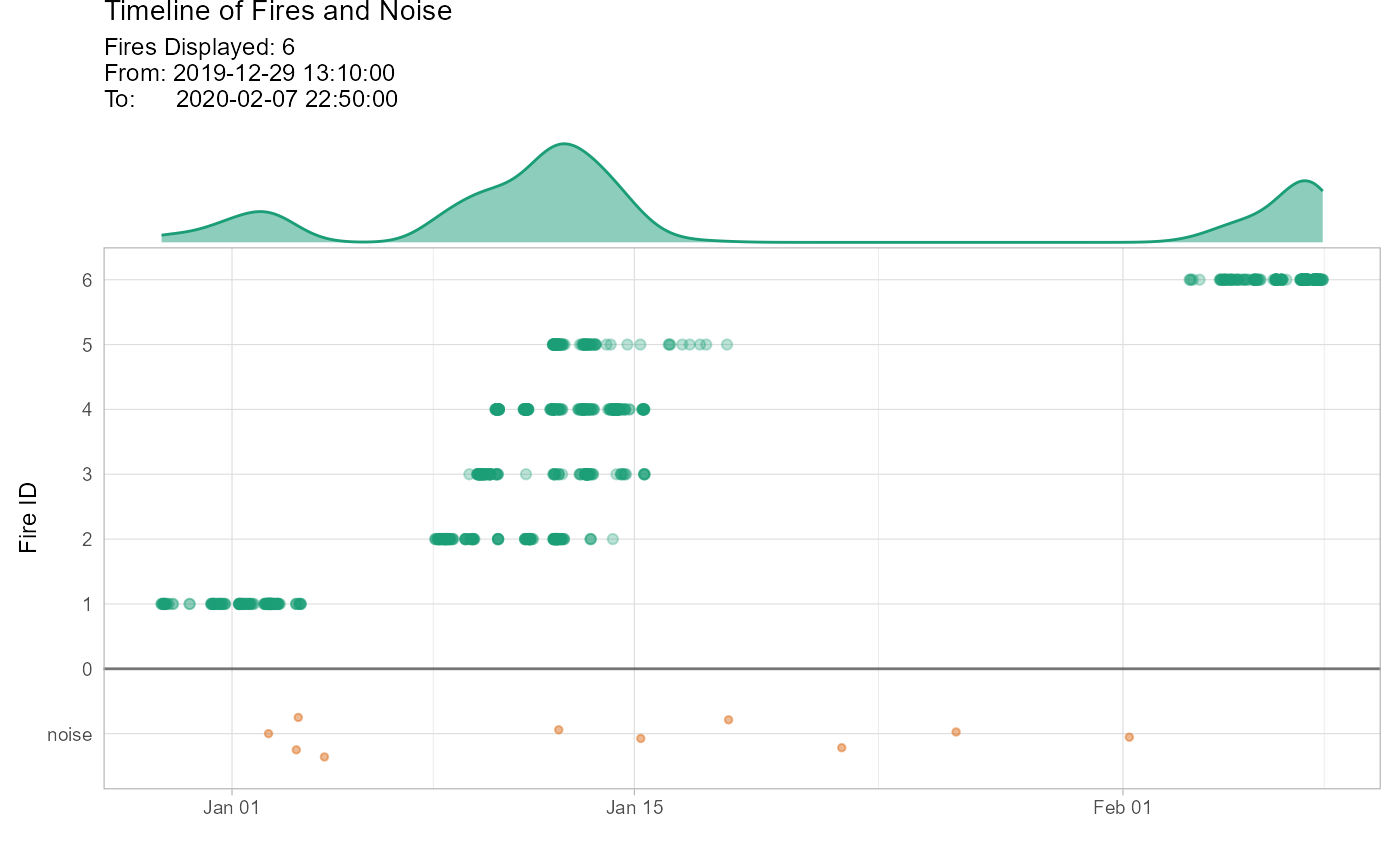 Timeline of Fires and Noise
Fires Displayed: 6
From: 2019-12-29 13:10:00
To: 2020-02-07 22:50:00
6
5
4
3
2
1
0
noise
Fire ID
Jan 01
Jan 15
Feb 01